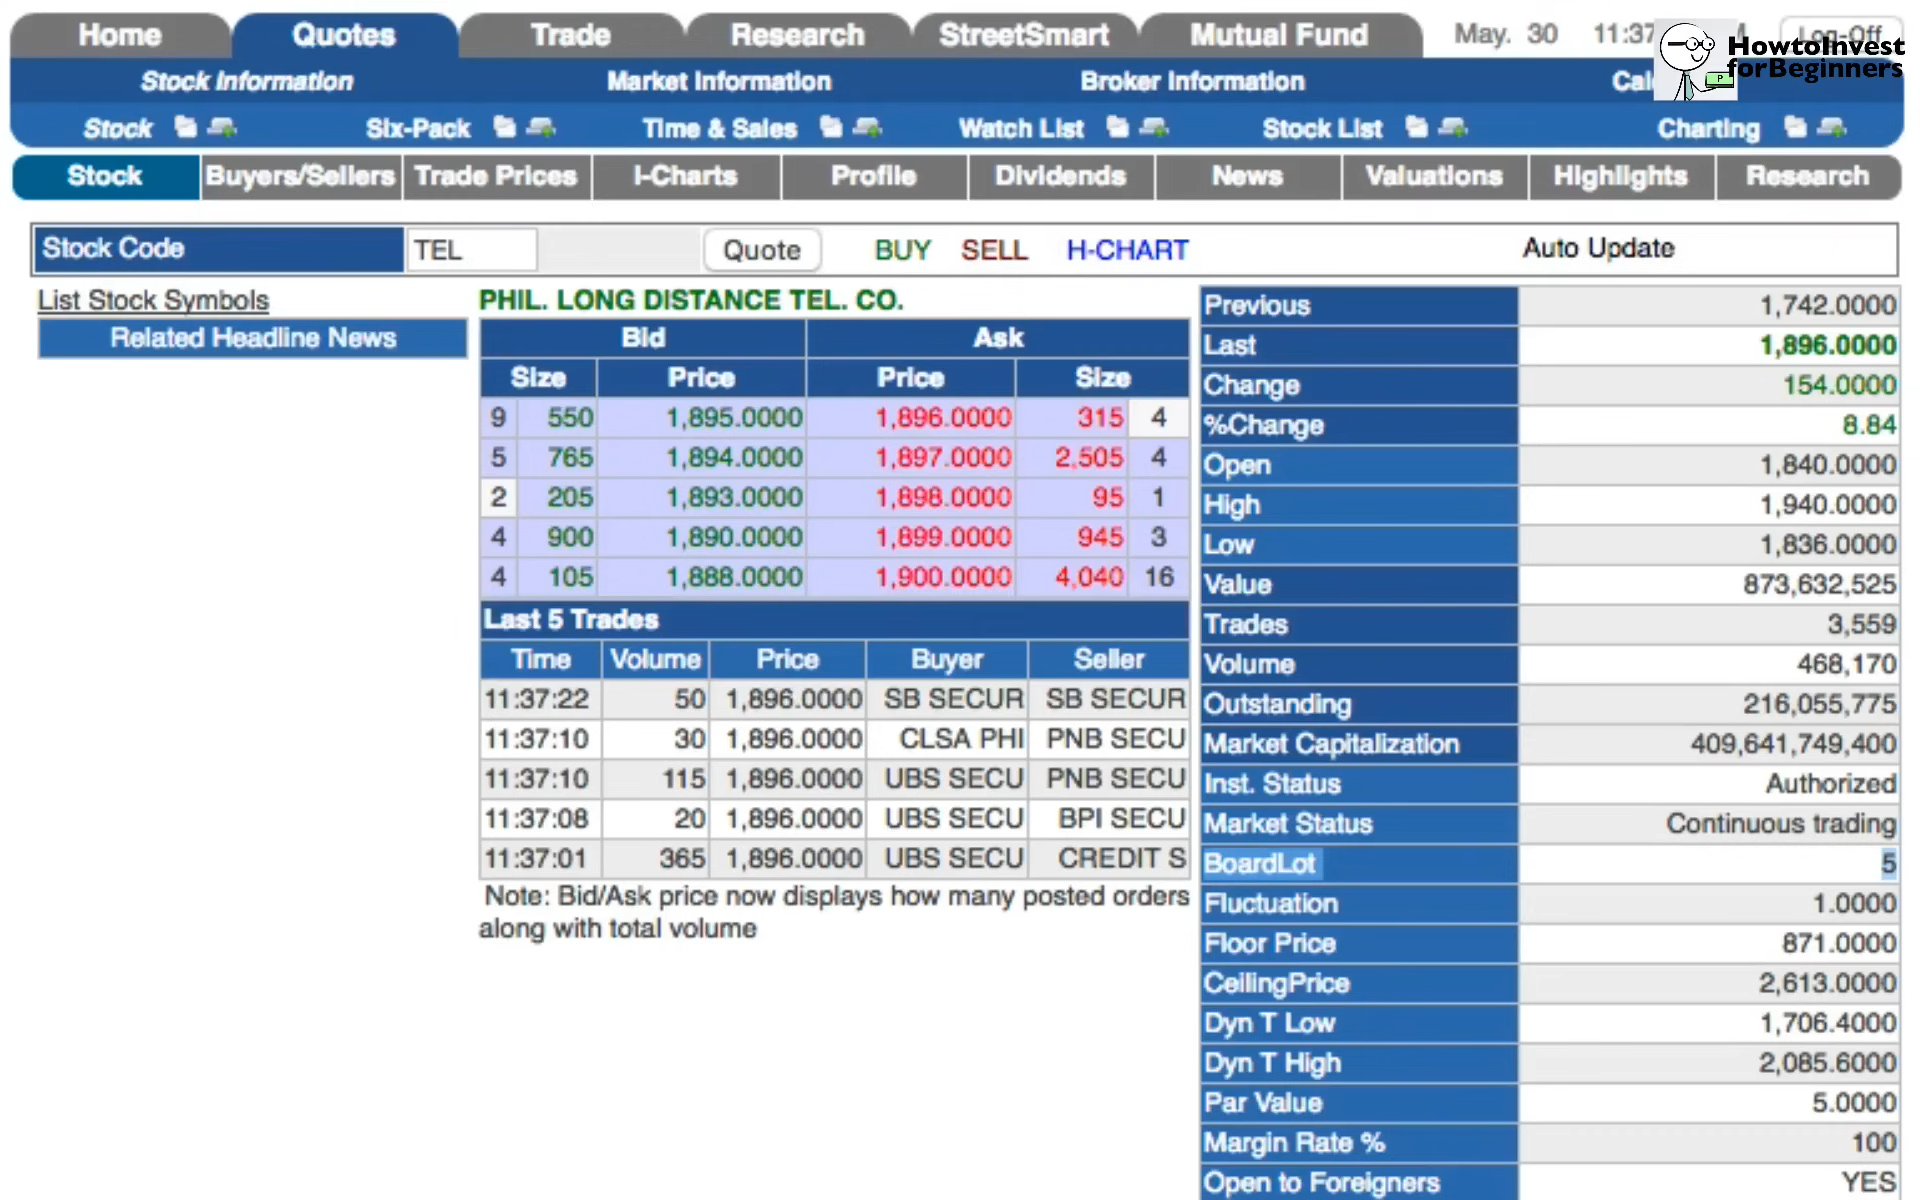 Home Quotes Trade Research StreetSmart Mutual Fund May. 30 11:37 Log-Off
HowtoInvest
forBeginners
P
Stock Information Market Information Broker Information
Stock Six-Pack Time & Sales Watch List Stock List Charting
Stock Buyers/Sellers Trade Prices I-Charts Profile Dividends News Valuations Highlights Research
Stock Code TEL Quote BUY SELL H-CHART Auto Update
List Stock Symbols
Related Headline News
PHIL. LONG DISTANCE TEL. CO.
Bid Ask
Size Price Price Size
9 550 1,895.0000 1,896.0000 315 4
5 765 1,894.0000 1,897.0000 2,505 4
2 205 1,893.0000 1,898.0000 95 1
4 900 1,890.0000 1,899.0000 945 3
4 105 1,888.0000 1,900.0000 4,040 16
Last 5 Trades
Time Volume Price Buyer Seller
11:37:22 50 1,896.0000 SB SECUR SB SECUR
11:37:10 30 1,896.0000 CLSA PHI PNB SECU
11:37:10 115 1,896.0000 UBS SECU PNB SECU
11:37:08 20 1,896.0000 UBS SECU BPI SECU
11:37:01 365 1,896.0000 UBS SECU CREDIT S
Note: Bid/Ask price now displays how many posted orders
along with total volume
Previous 1,742.0000
Last 1,896.0000
Change 154.0000
%Change 8.84
Open 1,840.0000
High 1,940.0000
Low 1,836.0000
Value 873,632,525
Trades 3,559
Volume 468,170
Outstanding 216,055,775
Market Capitalization 409,641,749,400
Inst. Status Authorized
Market Status Continuous trading
BoardLot 5
Fluctuation 1.0000
Floor Price 871.0000
CeilingPrice 2,613.0000
Dyn T Low 1,706.4000
Dyn T High 2,085.6000
Par Value 5.0000
Margin Rate % 100
Open to Foreigners YES